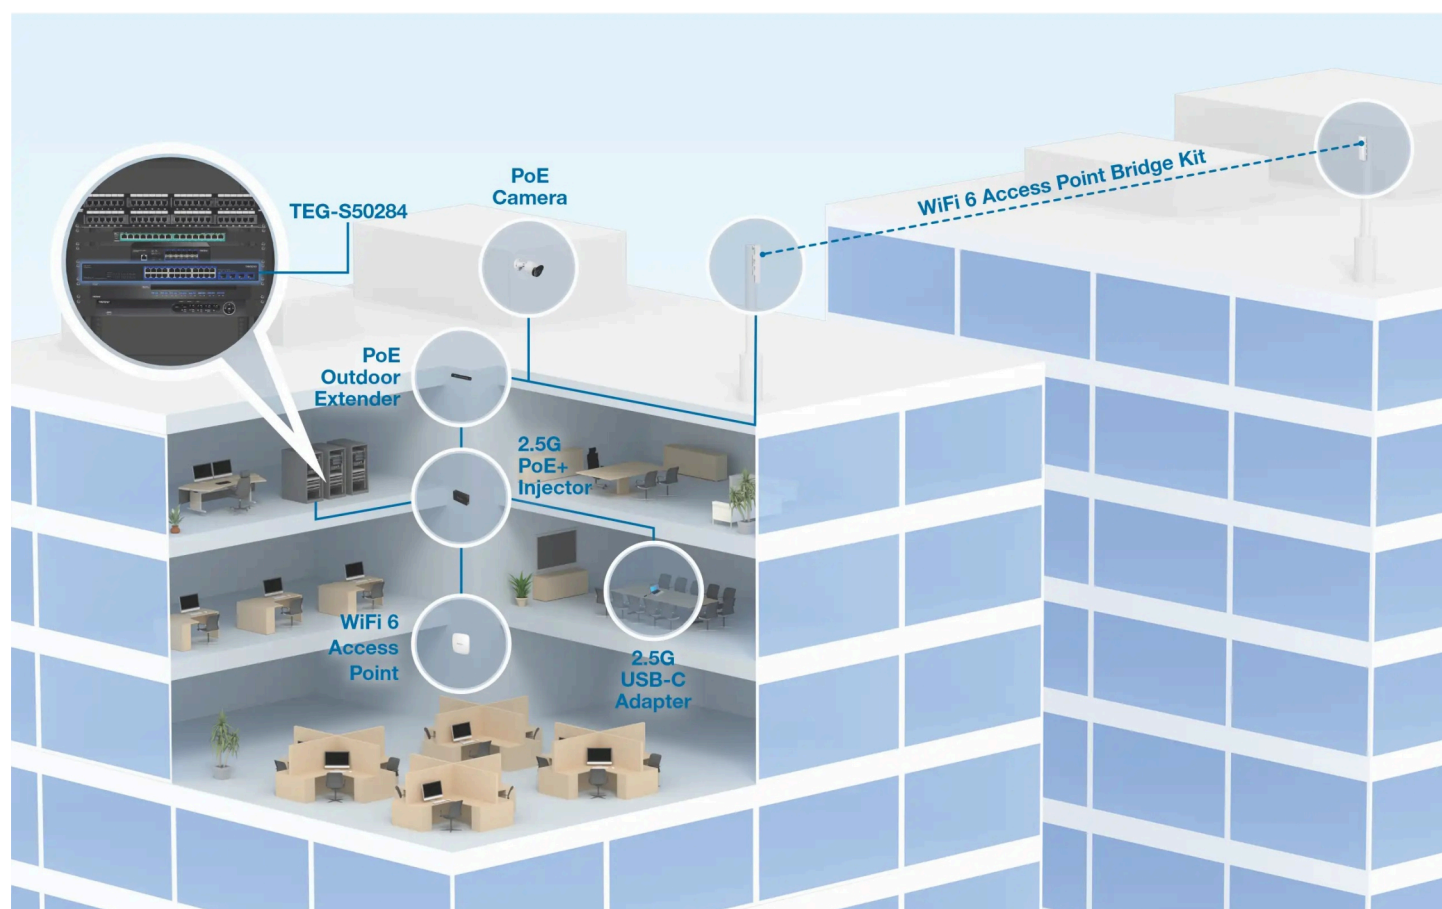 PoE
Camera
TEG-S50284
WiFi 6 Access Point Bridge Kit
PoE
Outdoor
Extender
2.5G
PoE+
Injector
WiFi 6
Access
Point
2.5G
USB-C
Adapter